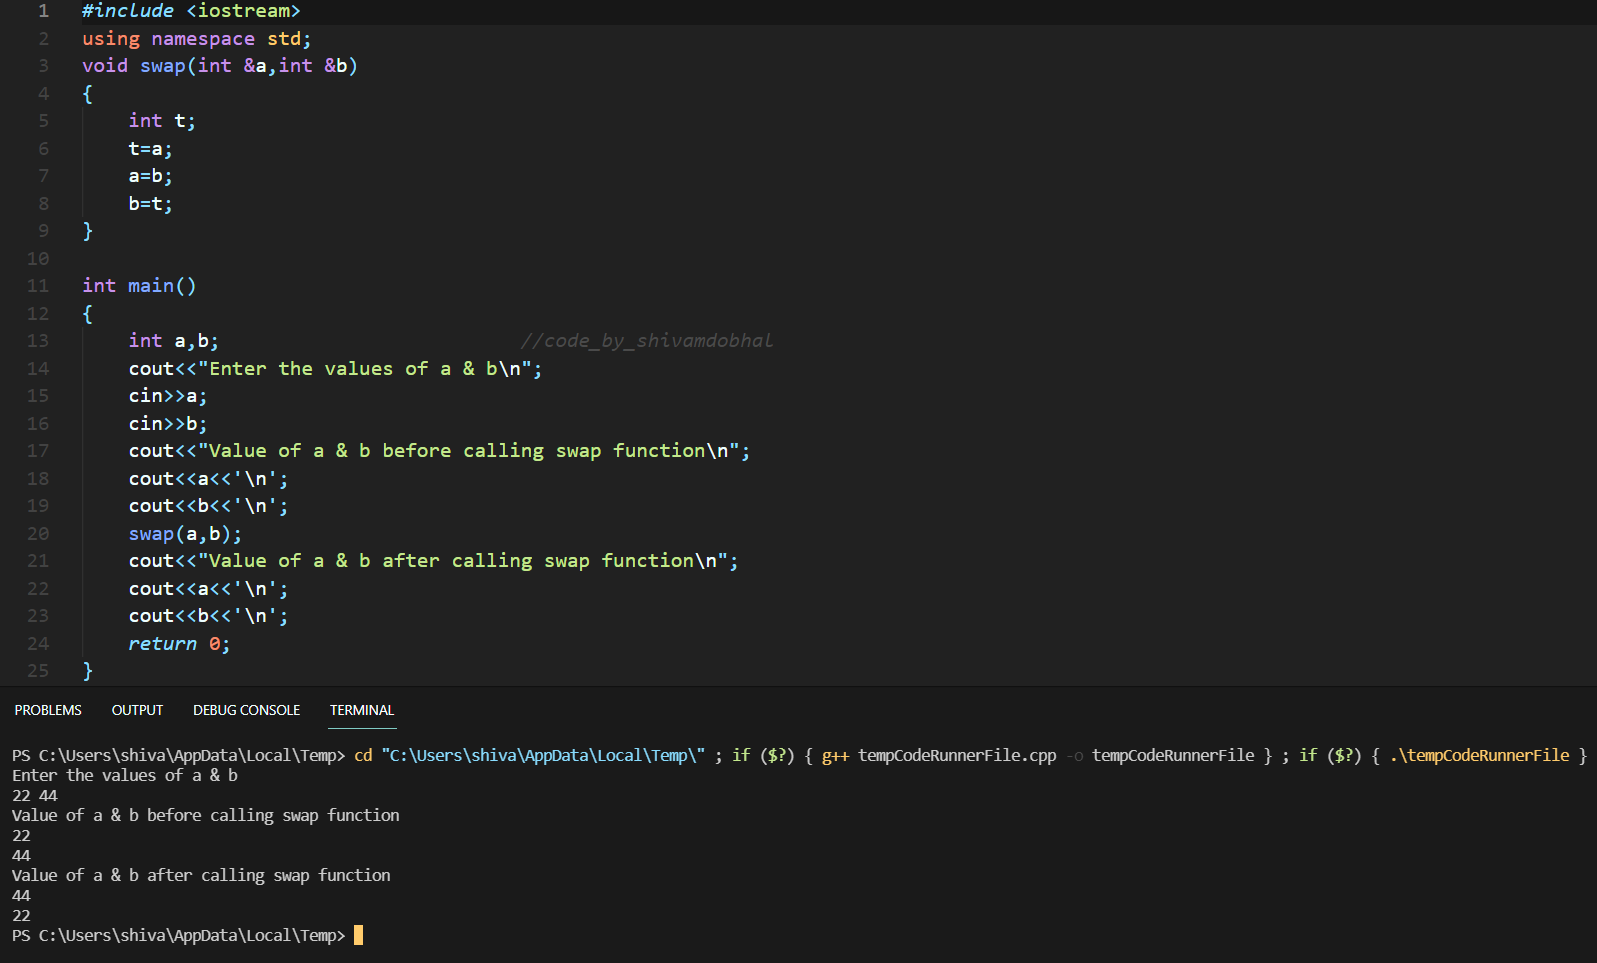 1 #include <iostream>
2 using namespace std;
3 void swap(int &a,int &b)
4 {
5     int t;
6     t=a;
7     a=b;
8     b=t;
9 }
10
11 int main()
12 {
13     int a,b;                          //code_by_shivamdobhal
14     cout<<"Enter the values of a & b\n";
15     cin>>a;
16     cin>>b;
17     cout<<"Value of a & b before calling swap function\n";
18     cout<<a<<'\n';
19     cout<<b<<'\n';
20     swap(a,b);
21     cout<<"Value of a & b after calling swap function\n";
22     cout<<a<<'\n';
23     cout<<b<<'\n';
24     return 0;
25 }
PROBLEMS OUTPUT DEBUG CONSOLE TERMINAL
PS C:\Users\shiva\AppData\Local\Temp> cd "C:\Users\shiva\AppData\Local\Temp\" ; if ($?) { g++ tempCodeRunnerFile.cpp -o tempCodeRunnerFile } ; if ($?) { .\tempCodeRunnerFile }
Enter the values of a & b
22 44
Value of a & b before calling swap function
22
44
Value of a & b after calling swap function
44
22
PS C:\Users\shiva\AppData\Local\Temp>